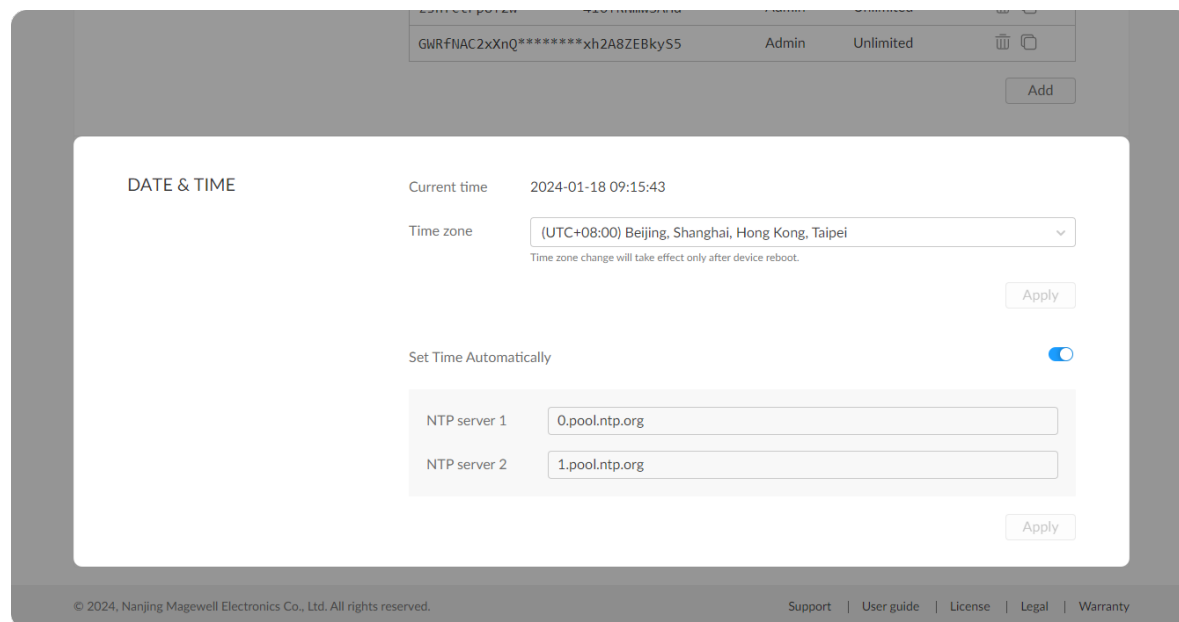 GWRfNAC2xXnQ********xh2A8ZEBkyS5 Admin Unlimited
Add
DATE & TIME
Current time 2024-01-18 09:15:43
Time zone (UTC+08:00) Beijing, Shanghai, Hong Kong, Taipei
Time zone change will take effect only after device reboot.
Apply
Set Time Automatically
NTP server 1 0.pool.ntp.org
NTP server 2 1.pool.ntp.org
Apply
© 2024, Nanjing Magewell Electronics Co., Ltd. All rights reserved. Support | User guide | License | Legal | Warranty